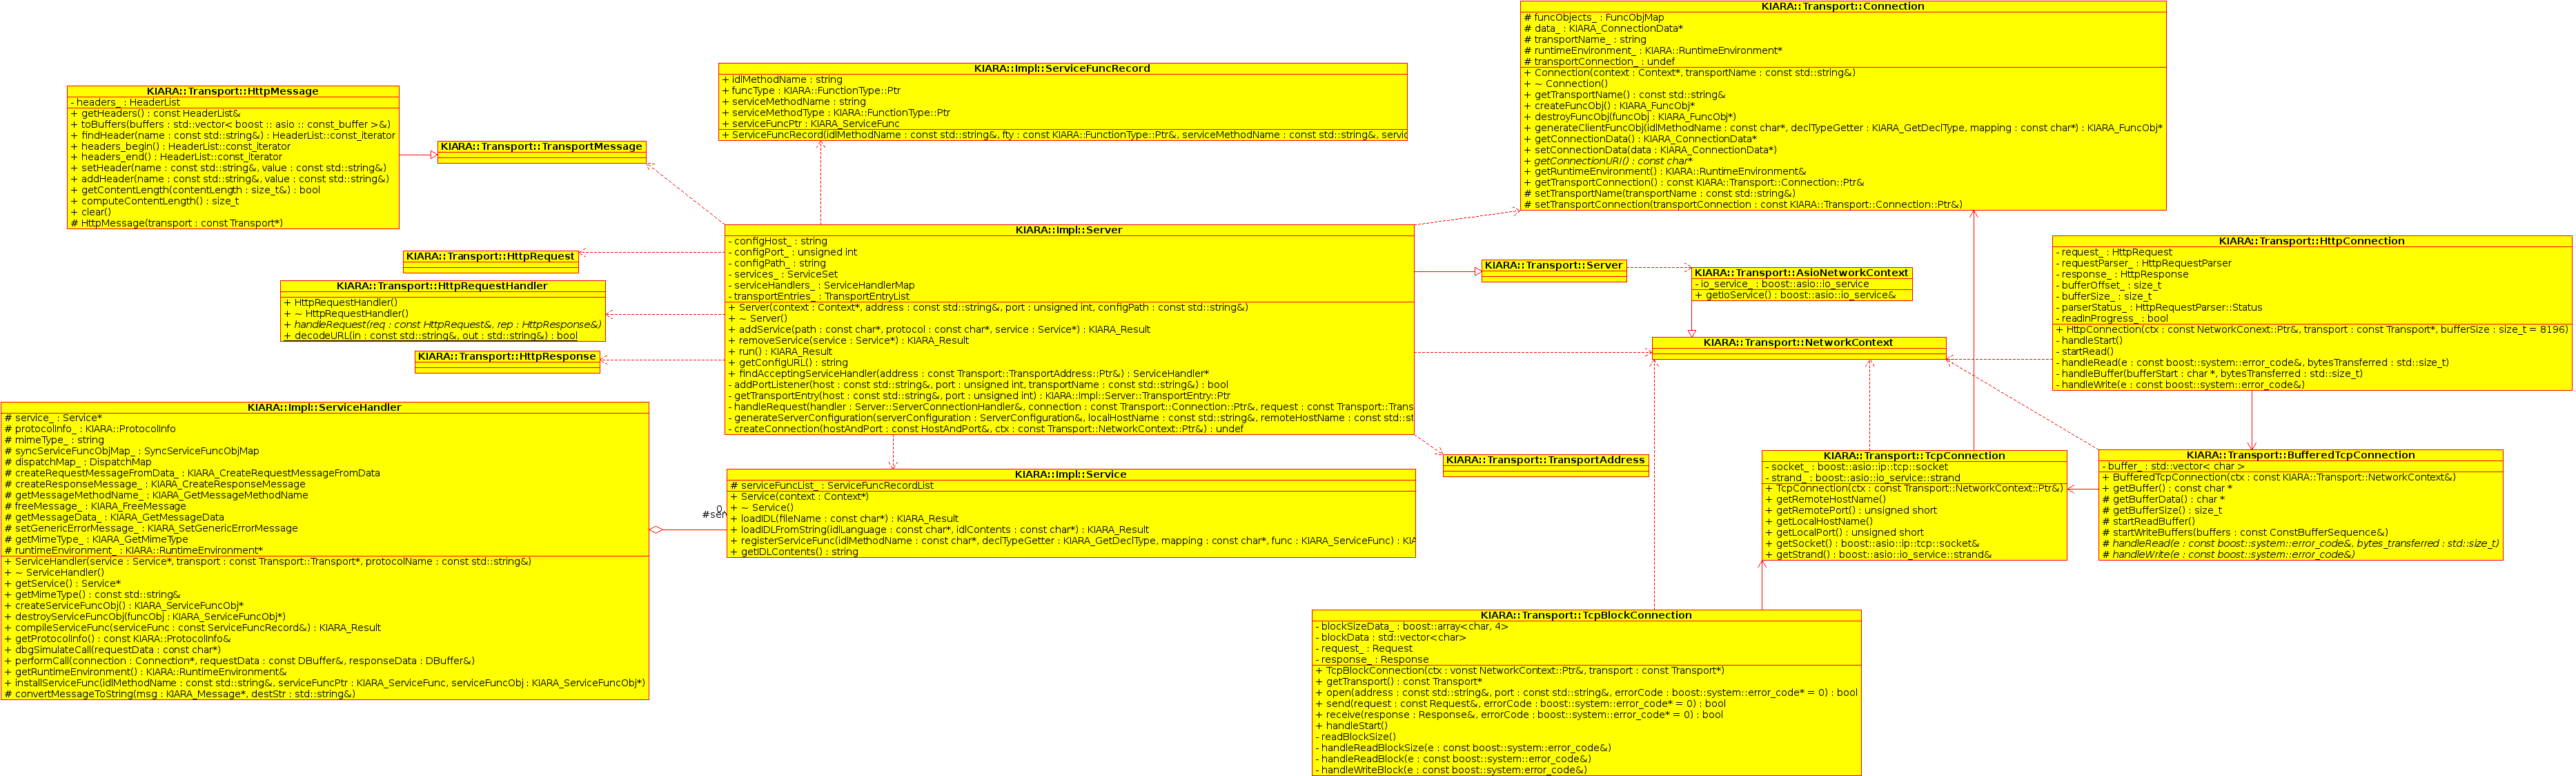 KIARA::Transport::HttpMessage
- headers_ : HeaderList
+ getHeaders() : const HeaderList&
+ toBuffers(buffers : std::vector< boost :: asio :: const_buffer >&)
+ findHeader(name : const std::string&) : HeaderList::const_iterator
+ headers_begin() : HeaderList::const_iterator
+ headers_end() : HeaderList::const_iterator
+ setHeader(name : const std::string&, value : const std::string&)
+ addHeader(name : const std::string&, value : const std::string&)
+ getContentLength(contentLength : size_t&) : bool
+ computeContentLength() : size_t
+ clear()
# HttpMessage(transport : const Transport*)
KIARA::Transport::TransportMessage
KIARA::Impl::ServiceFuncRecord
+ idlMethodName : string
+ funcType : KIARA::FunctionType::Ptr
+ serviceMethodName : string
+ serviceMethodType : KIARA::FunctionType::Ptr
+ serviceFuncPtr : KIARA_ServiceFunc
+ ServiceFuncRecord(idlMethodName : const std::string&, fty : const KIARA::FunctionType::Ptr&, serviceMethodName : const std::string&, servic
KIARA::Transport::Connection
# funcObjects_ : FuncObjMap
# data_ : KIARA_ConnectionData*
# transportName_ : string
# runtimeEnvironment_ : KIARA::RuntimeEnvironment*
# transportConnection_ : undef
+ Connection(context : Context*, transportName : const std::string&)
+ ~ Connection()
+ getTransportName() : const std::string&
+ createFuncObj() : KIARA_FuncObj*
+ destroyFuncObj(funcObj : KIARA_FuncObj*)
+ generateClientFuncObj(idlMethodName : const char*, declTypeGetter : KIARA_GetDeclType, mapping : const char*) : KIARA_FuncObj*
+ getConnectionData() : KIARA_ConnectionData*
+ setConnectionData(data : KIARA_ConnectionData*)
+ getConnectionURI() : const char*
+ getRuntimeEnvironment() : KIARA::RuntimeEnvironment&
+ getTransportConnection() : const KIARA::Transport::Connection::Ptr&
# setTransportName(transportName : const std::string&)
# setTransportConnection(transportConnection : const KIARA::Transport::Connection::Ptr&)
KIARA::Transport::HttpRequest
KIARA::Transport::HttpRequestHandler
+ HttpRequestHandler()
+ ~ HttpRequestHandler()
+ handleRequest(req : const HttpRequest&, rep : HttpResponse&)
+ decodeURL(in : const std::string&, out : std::string&) : bool
KIARA::Transport::HttpResponse
KIARA::Impl::Server
- configHost_ : string
- configPort_ : unsigned int
- configPath_ : string
- services_ : ServiceSet
- serviceHandlers_ : ServiceHandlerMap
- transportEntries_ : TransportEntryList
+ Server(context : Context*, address : const std::string&, port : unsigned int, configPath : const std::string&)
+ ~ Server()
+ addService(path : const char*, protocol : const char*, service : Service*) : KIARA_Result
+ removeService(service : Service*) : KIARA_Result
+ run() : KIARA_Result
+ getConfigURL() : string
+ findAcceptingServiceHandler(address : const Transport::TransportAddress::Ptr&) : ServiceHandler*
- addPortListener(host : const std::string&, port : unsigned int, transportName : const std::string&) : bool
- getTransportEntry(host : const std::string&, port : unsigned int) : KIARA::Impl::Server::TransportEntry::Ptr
- handleRequest(handler : Server::ServerConnectionHandler&, connection : const Transport::Connection::Ptr&, request : const Transport::Trans
- generateServerConfiguration(serverConfiguration : ServerConfiguration&, localHostName : const std::string&, remoteHostName : const std::st
- createConnection(hostAndPort : const HostAndPort&, ctx : const Transport::NetworkContext::Ptr&) : undef
KIARA::Transport::Server
KIARA::Transport::AsioNetworkContext
- io_service_ : boost::asio::io_service
+ getIoService() : boost::asio::io_service&
KIARA::Transport::NetworkContext
KIARA::Transport::HttpConnection
- request_ : HttpRequest
- requestParser_ : HttpRequestParser
- response_ : HttpResponse
- bufferOffset_ : size_t
- bufferSize_ : size_t
- parserStatus_ : HttpRequestParser::Status
- readInProgress_ : bool
+ HttpConnection(ctx : const NetworkConext::Ptr&, transport : const Transport*, bufferSize : size_t = 8196)
- handleStart()
- startRead()
- handleRead(e : const boost::system::error_code&, bytesTransferred : std::size_t)
- handleBuffer(bufferStart : char *, bytesTransferred : std::size_t)
- handleWrite(e : const boost::system::error_code&)
KIARA::Impl::ServiceHandler
# service_ : Service*
# protocolInfo_ : KIARA::ProtocolInfo
# mimeType_ : string
# syncServiceFuncObjMap_ : SyncServiceFuncObjMap
# dispatchMap_ : DispatchMap
# createRequestMessageFromData_ : KIARA_CreateRequestMessageFromData
# createResponseMessage_ : KIARA_CreateResponseMessage
# getMessageMethodName_ : KIARA_GetMessageMethodName
# freeMessage_ : KIARA_FreeMessage
# getMessageData_ : KIARA_GetMessageData
# setGenericErrorMessage_ : KIARA_SetGenericErrorMessage
# getMimeType_ : KIARA_GetMimeType
# runtimeEnvironment_ : KIARA::RuntimeEnvironment*
+ ServiceHandler(service : Service*, transport : const Transport::Transport*, protocolName : const std::string&)
+ ~ ServiceHandler()
+ getService() : Service*
+ getMimeType() : const std::string&
+ createServiceFuncObj() : KIARA_ServiceFuncObj*
+ destroyServiceFuncObj(funcObj : KIARA_ServiceFuncObj*)
+ compileServiceFunc(serviceFunc : const ServiceFuncRecord&) : KIARA_Result
+ getProtocolInfo() : const KIARA::ProtocolInfo&
+ dbgSimulateCall(requestData : const char*)
+ performCall(connection : Connection*, requestData : const DBuffer&, responseData : DBuffer&)
+ getRuntimeEnvironment() : KIARA::RuntimeEnvironment&
+ installServiceFunc(idlMethodName : const std::string&, serviceFuncPtr : KIARA_ServiceFunc, serviceFuncObj : KIARA_ServiceFuncObj*)
# convertMessageToString(msg : KIARA_Message*, destStr : std::string&)
0
#ser
KIARA::Impl::Service
# serviceFuncList_ : ServiceFuncRecordList
+ Service(context : Context*)
+ ~ Service()
+ loadIDL(fileName : const char*) : KIARA_Result
+ loadIDLFromString(idlLanguage : const char*, idlContents : const char*) : KIARA_Result
+ registerServiceFunc(idlMethodName : const char*, declTypeGetter : KIARA_GetDeclType, mapping : const char*, func : KIARA_ServiceFunc) : KIA
+ getIDLContents() : string
KIARA::Transport::TransportAddress
KIARA::Transport::TcpConnection
- socket_ : boost::asio::ip::tcp::socket
- strand_ : boost::asio::io_service::strand
+ TcpConnection(ctx : const Transport::NetworkContext::Ptr&)
+ getRemoteHostName()
+ getRemotePort() : unsigned short
+ getLocalHostName()
+ getLocalPort() : unsigned short
+ getSocket() : boost::asio::ip::tcp::socket&
+ getStrand() : boost::asio::io_service::strand&
KIARA::Transport::BufferedTcpConnection
- buffer_ : std::vector< char >
+ BufferedTcpConnection(ctx : const KIARA::Transport::NetworkContext&)
+ getBuffer() : const char *
# getBufferData() : char *
# getBufferSize() : size_t
# startReadBuffer()
# startWriteBuffers(buffers : const ConstBufferSequence&)
# handleRead(e : const boost::system::error_code&, bytes_transferred : std::size_t)
# handleWrite(e : const boost::system::error_code&)
KIARA::Transport::TcpBlockConnection
- blockSizeData_ : boost::array<char, 4>
- blockData : std::vector<char>
- request_ : Request
- response_ : Response
+ TcpBlockConnection(ctx : vonst NetworkContext::Ptr&, transport : const Transport*)
+ getTransport() : const Transport*
+ open(address : const std::string&, port : const std::string&, errorCode : boost::system::error_code* = 0) : bool
+ send(request : const Request&, errorCode : boost::system::error_code* = 0) : bool
+ receive(response : Response&, errorCode : boost::system::error_code* = 0) : bool
+ handleStart()
- readBlockSize()
- handleReadBlockSize(e : const boost::system::error_code&)
- handleReadBlock(e : const boost::system::error_code&)
- handleWriteBlock(e : const boost::system:error_code&)